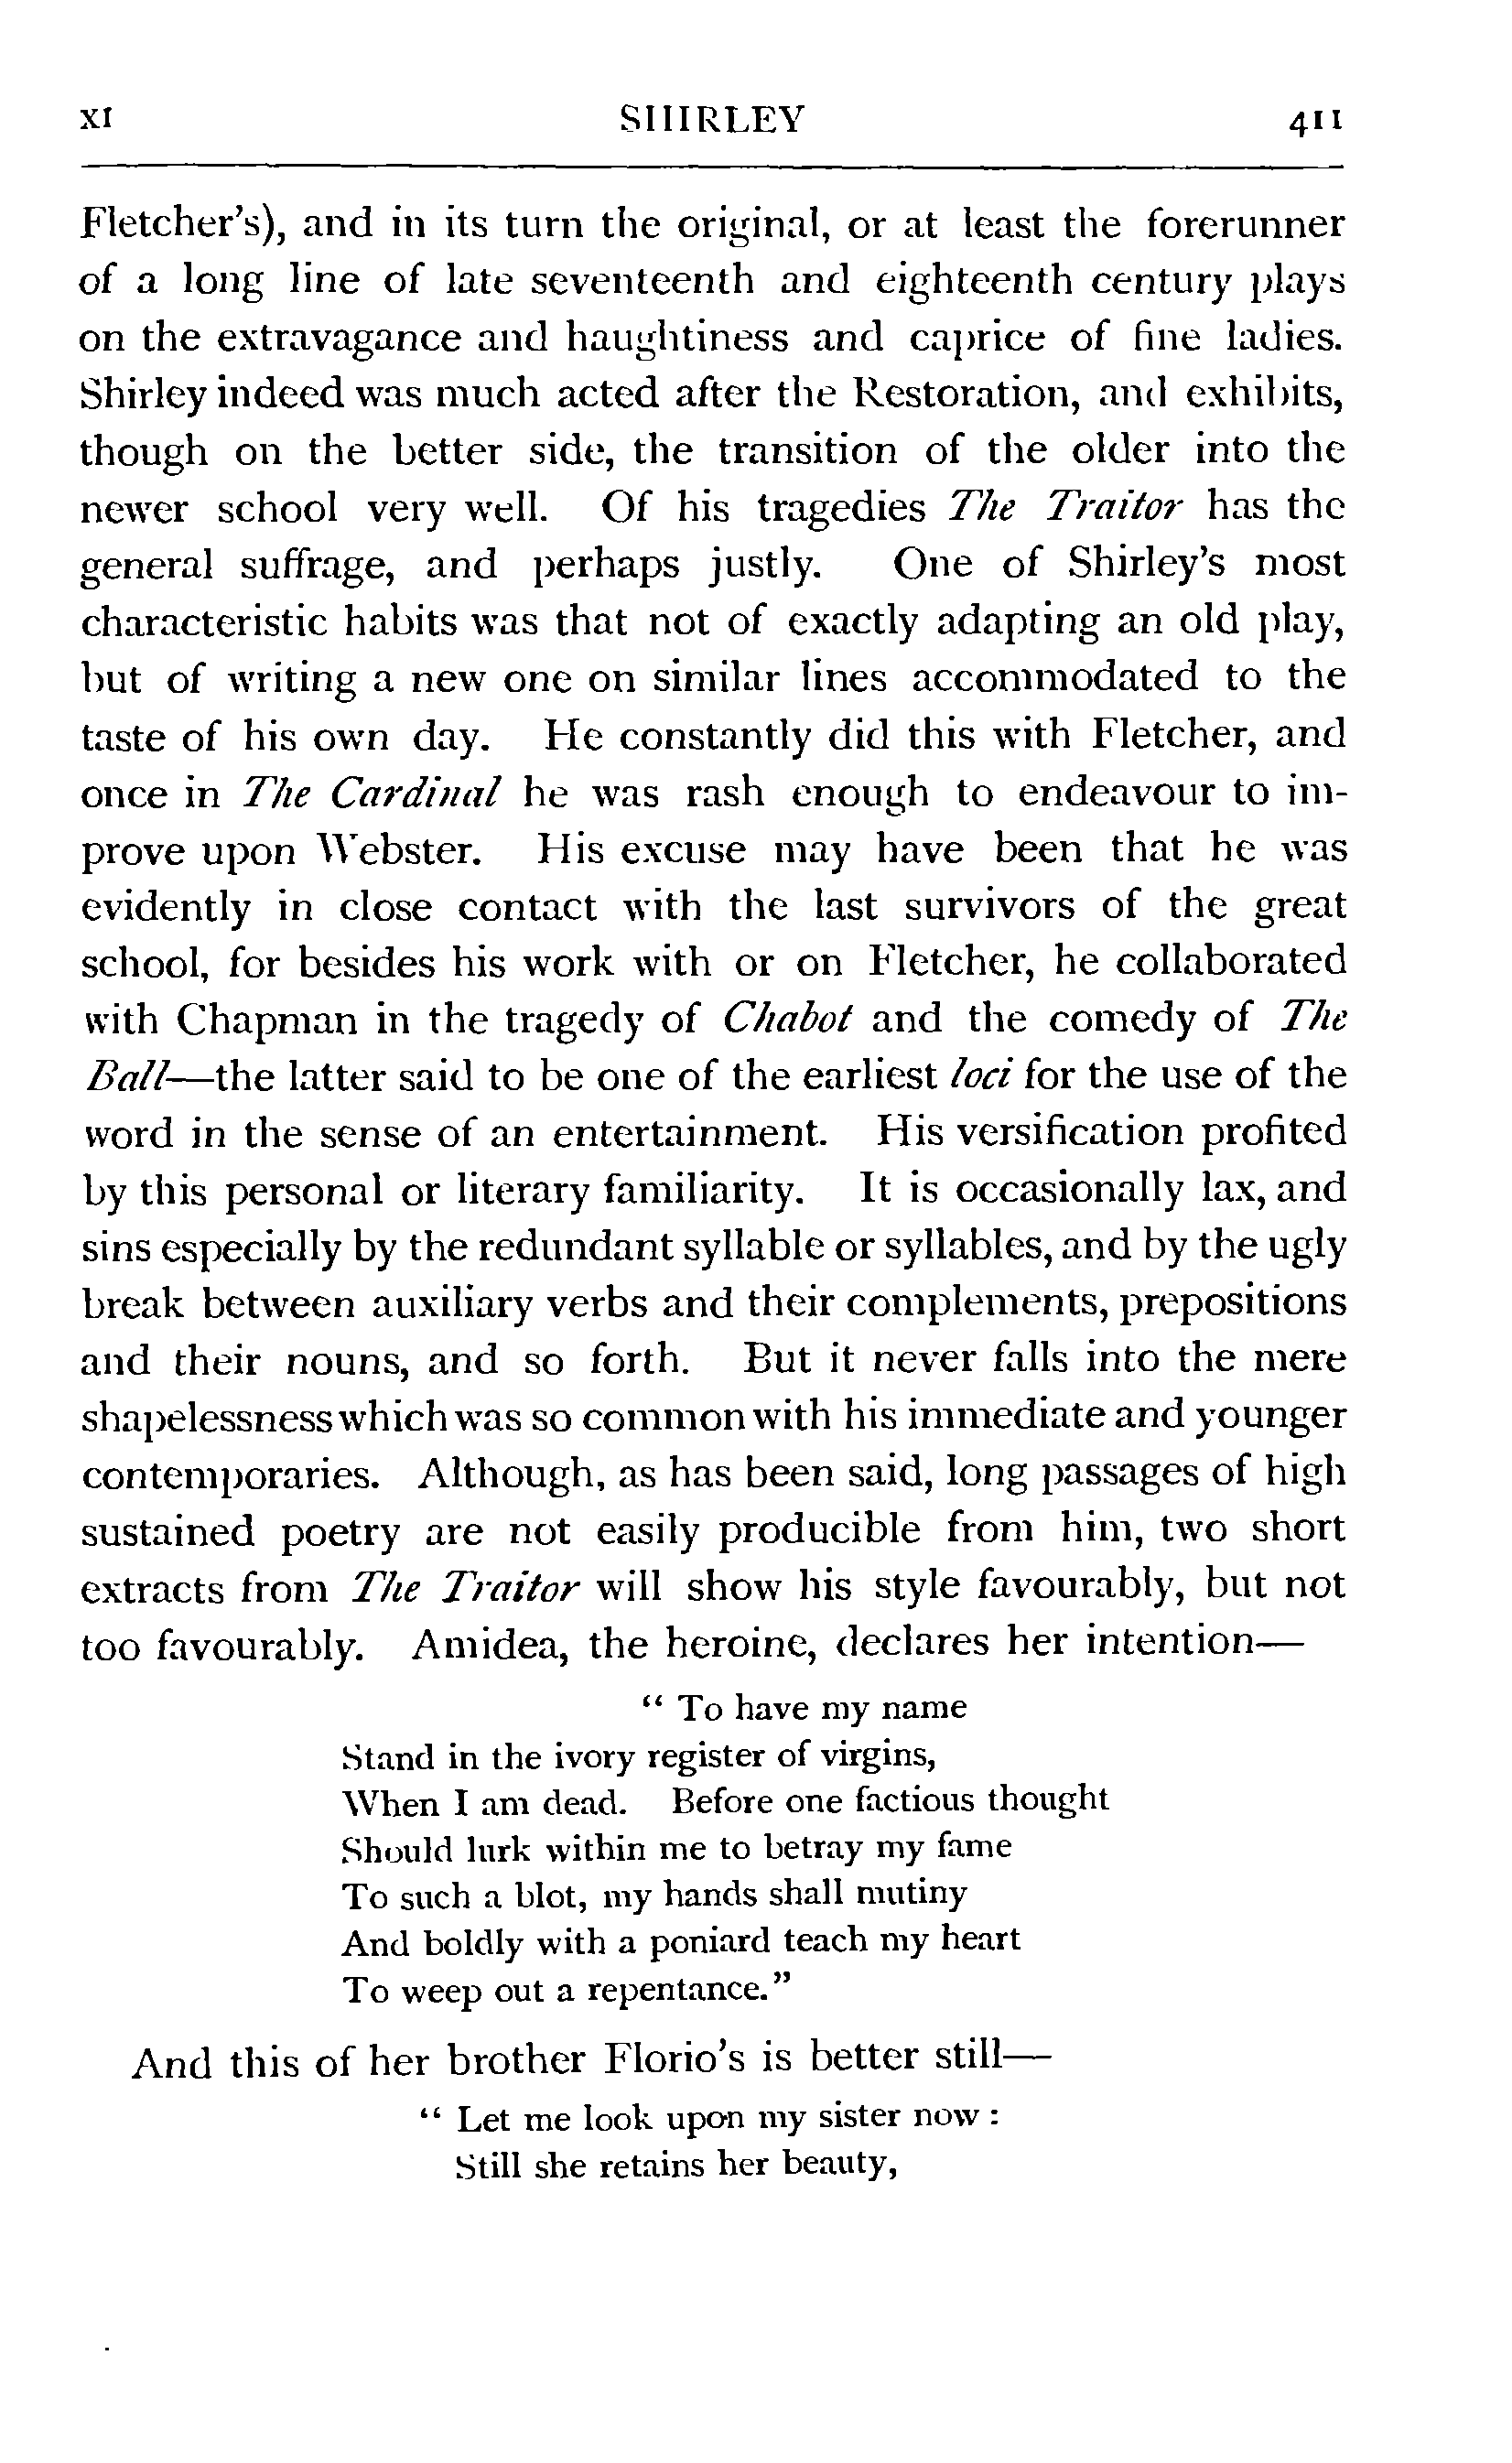 XI SHIRLEY 411
Fletcher's), and in its turn the original, or at least the forerunner
of a long line of late seventeenth and eighteenth century plays
on the extravagance and haughtiness and caprice of fine ladies.
Shirley indeed was much acted after the Restoration, and exhibits,
though on the better side, the transition of the older into the
newer school very well. Of his tragedies The Traitor has the
general suffrage, and perhaps justly. One of Shirley's most
characteristic habits was that not of exactly adapting an old play,
but of writing a new one on similar lines accommodated to the
taste of his own day. He constantly did this with Fletcher, and
once in The Cardinal he was rash enough to endeavour to im-
prove upon Webster. His excuse may have been that he was
evidently in close contact with the last survivors of the great
school, for besides his work with or on Fletcher, he collaborated
with Chapman in the tragedy of Chabot and the comedy of The
Ball—the latter said to be one of the earliest loci for the use of the
word in the sense of an entertainment. His versification profited
by this personal or literary familiarity. It is occasionally lax, and
sins especially by the redundant syllable or syllables, and by the ugly
break between auxiliary verbs and their complements, prepositions
and their nouns, and so forth. But it never falls into the mere
shapelessness which was so common with his immediate and younger
contemporaries. Although, as has been said, long passages of high
sustained poetry are not easily producible from him, two short
extracts from The Traitor will show his style favourably, but not
too favourably. Amidea, the heroine, declares her intention—
" To have my name
Stand in the ivory register of virgins,
When I am dead. Before one factious thought
Should lurk within me to betray my fame
To such a blot, my hands shall mutiny
And boldly with a poniard teach my heart
To weep out a repentance."
And this of her brother Florio's is better still—
" Let me look upon my sister now :
Still she retains her beauty,